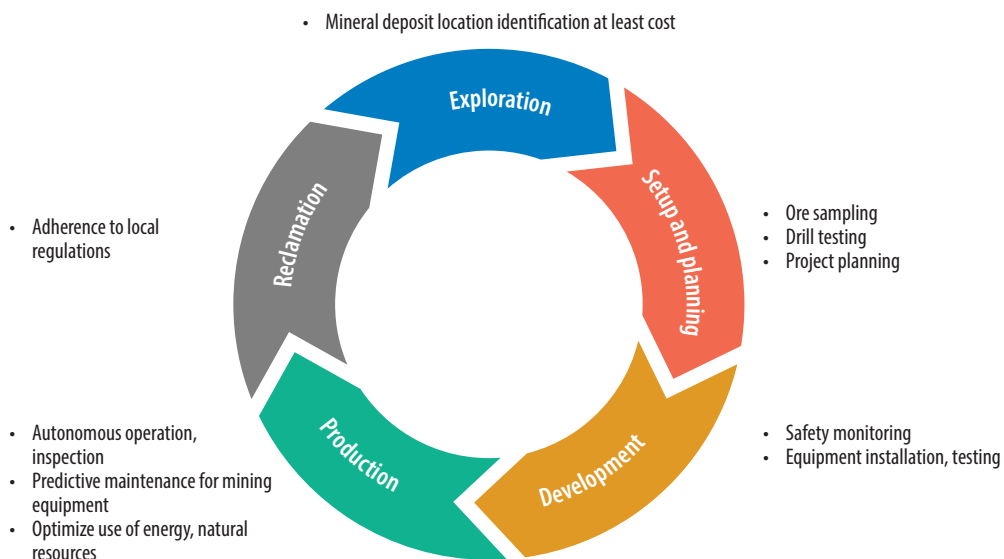 • Mineral deposit location identification at least cost
Exploration
Setup and planning
• Ore sampling
• Drill testing
• Project planning
Development
• Safety monitoring
• Equipment installation, testing
Production
• Autonomous operation,
inspection
• Predictive maintenance for mining
equipment
• Optimize use of energy, natural
resources
Reclamation
• Adherence to local
regulations